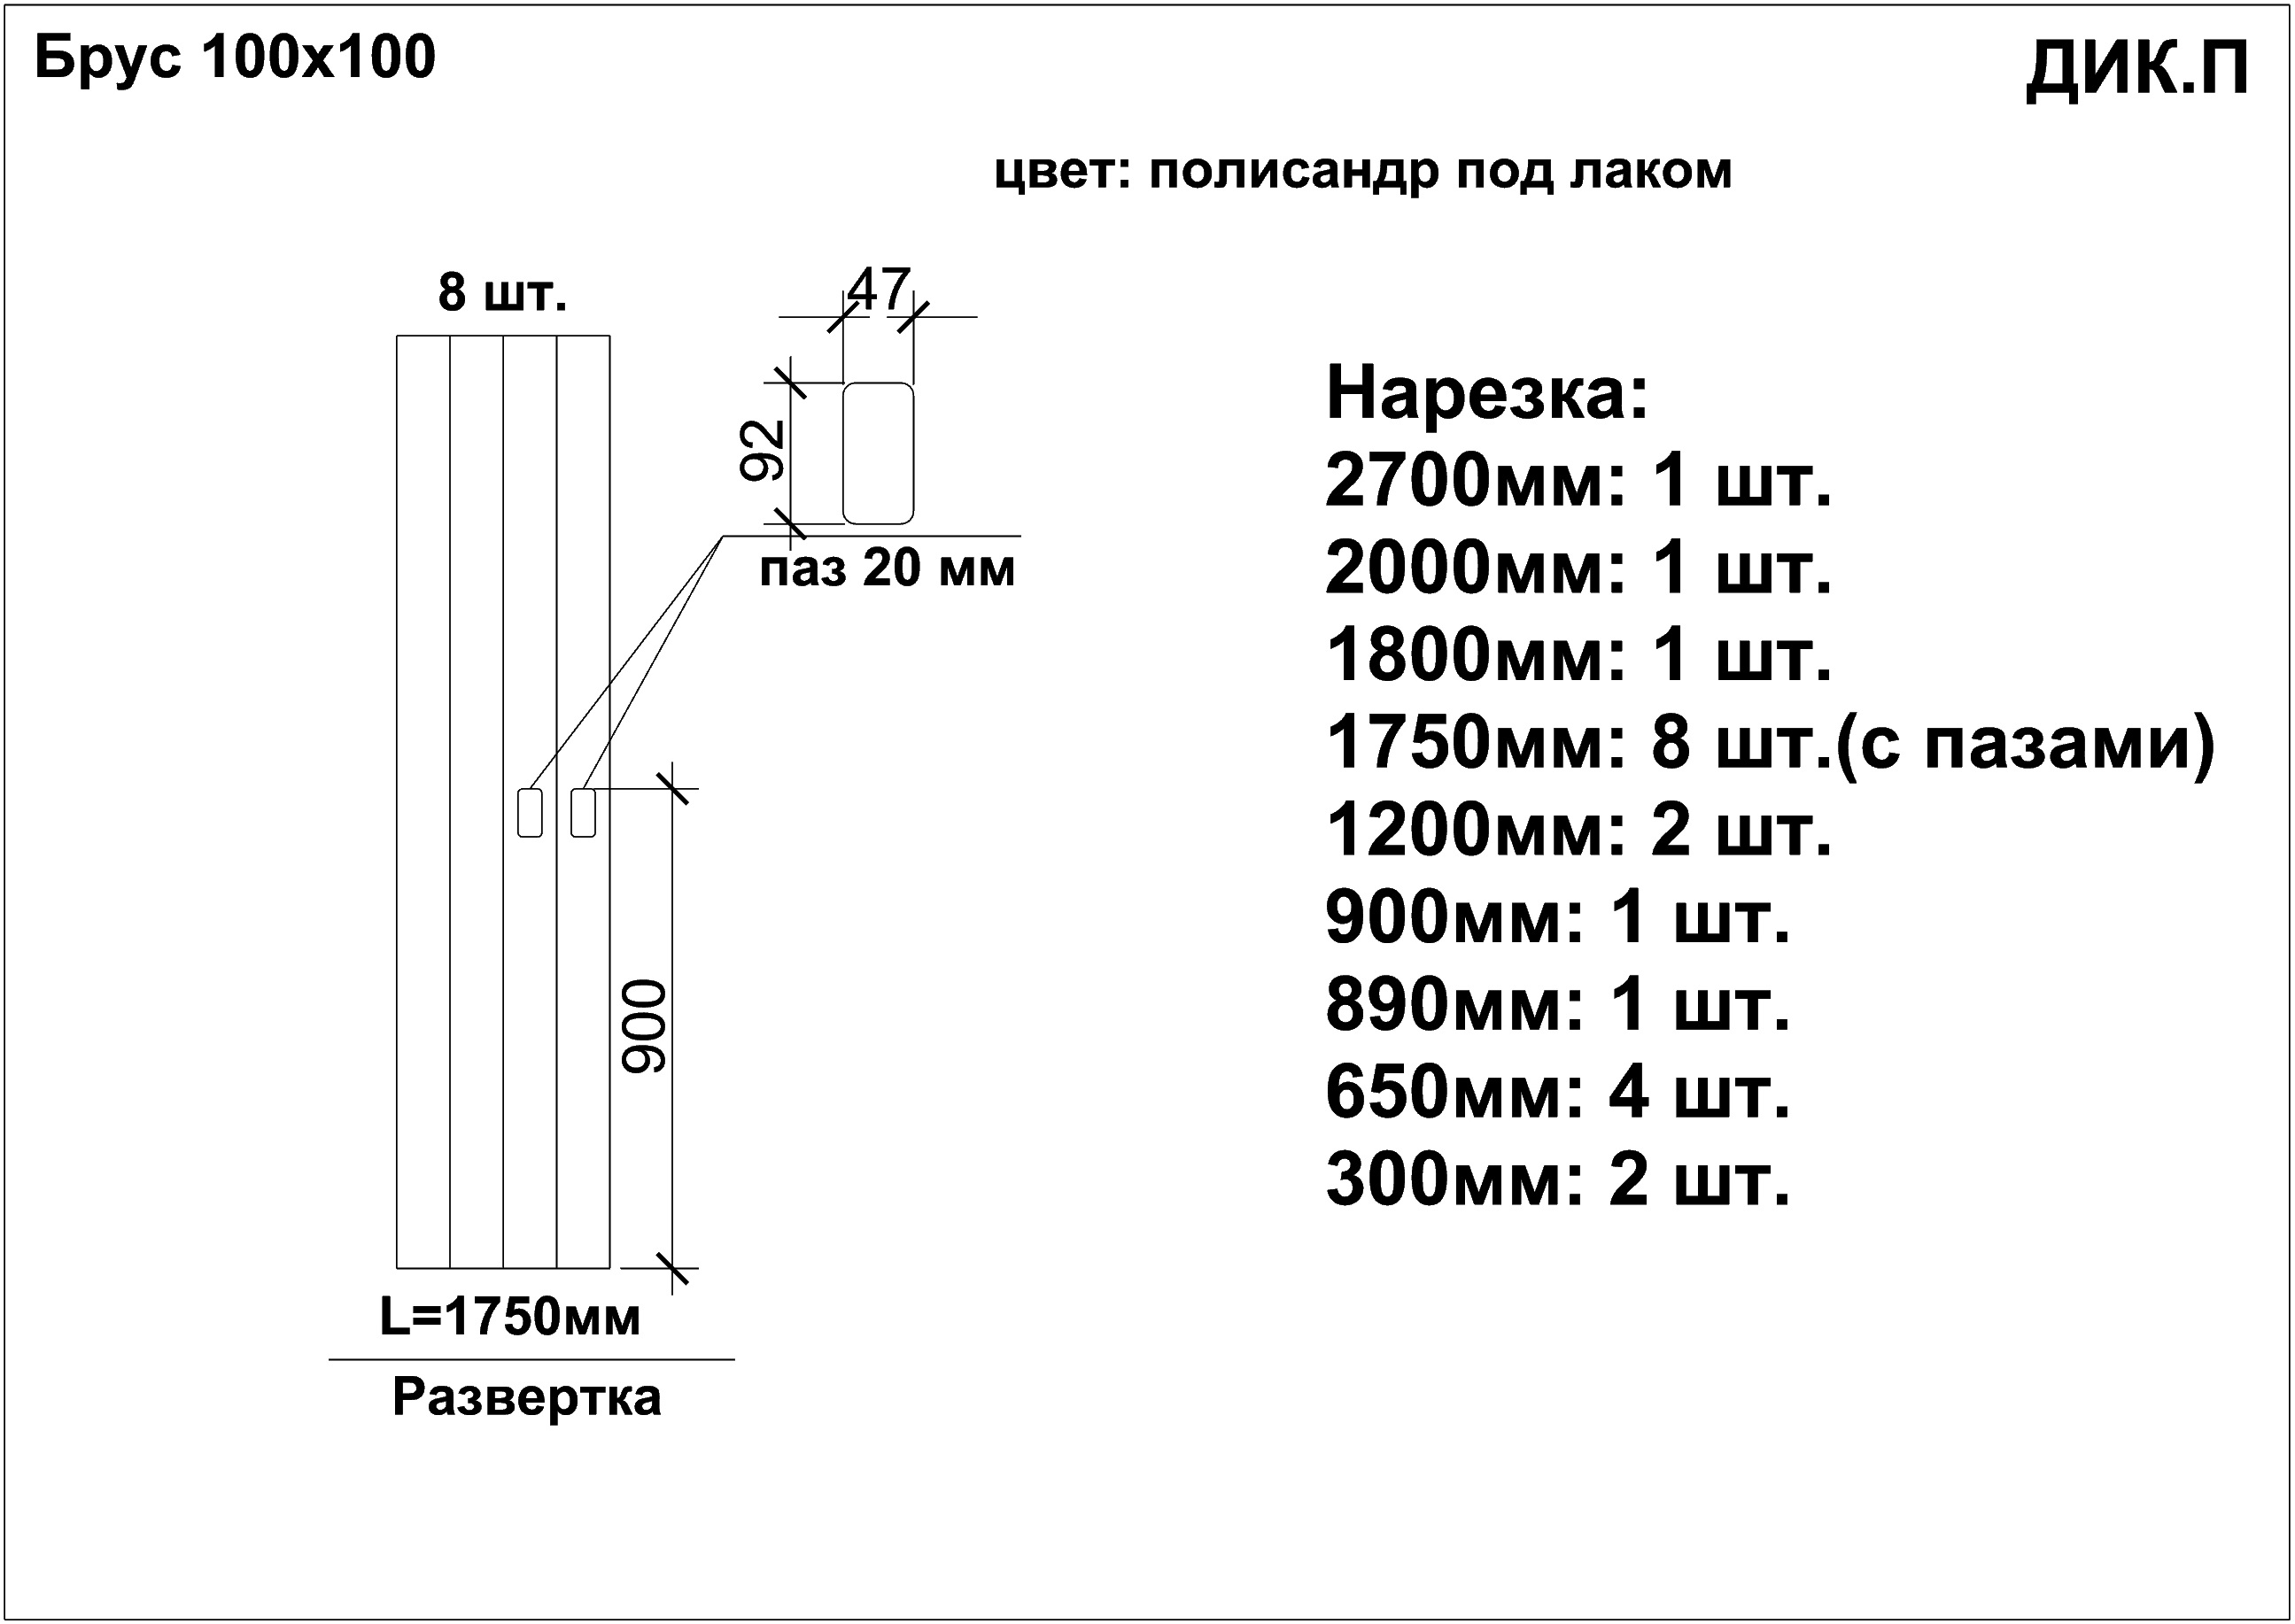 Брус 100х100
ДИК.П
цвет: полисандр под лаком
8 шт.
47
92
паз 20 мм
900
L=1750мм
Развертка
Нарезка:
2700мм: 1 шт.
2000мм: 1 шт.
1800мм: 1 шт.
1750мм: 8 шт.(с пазами)
1200мм: 2 шт.
900мм: 1 шт.
890мм: 1 шт.
650мм: 4 шт.
300мм: 2 шт.